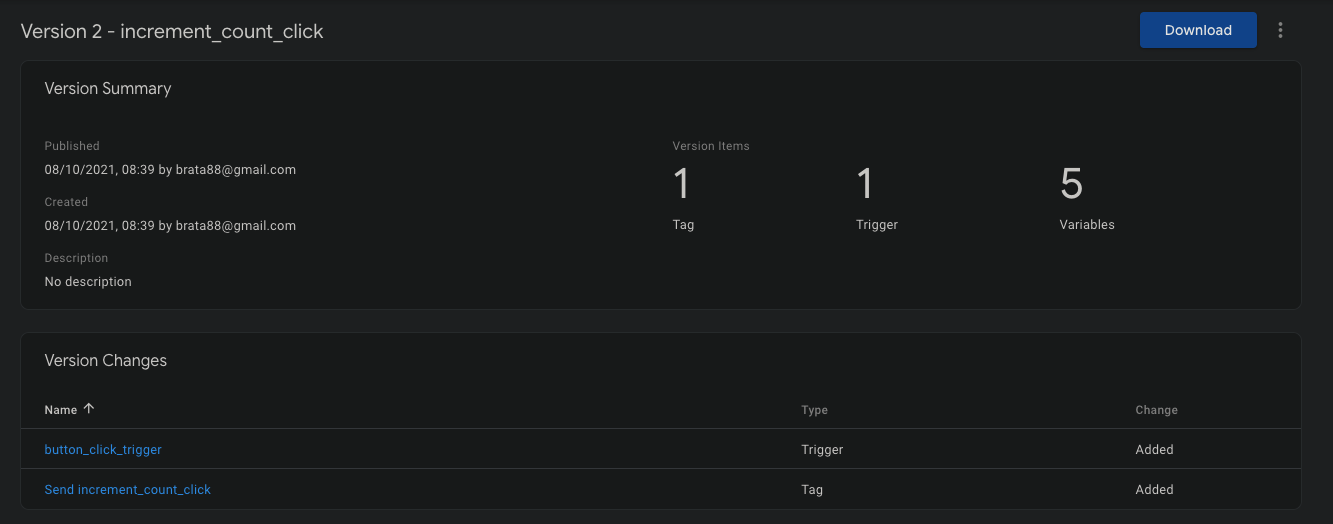 Version 2 - increment_count_click
Download
Version Summary
Published
08/10/2021, 08:39 by brata88@gmail.com
Created
08/10/2021, 08:39 by brata88@gmail.com
Description
No description
Version Items
1 1 5
Tag Trigger Variables
Version Changes
Name Type Change
button_click_trigger Trigger Added
Send increment_count_click Tag Added